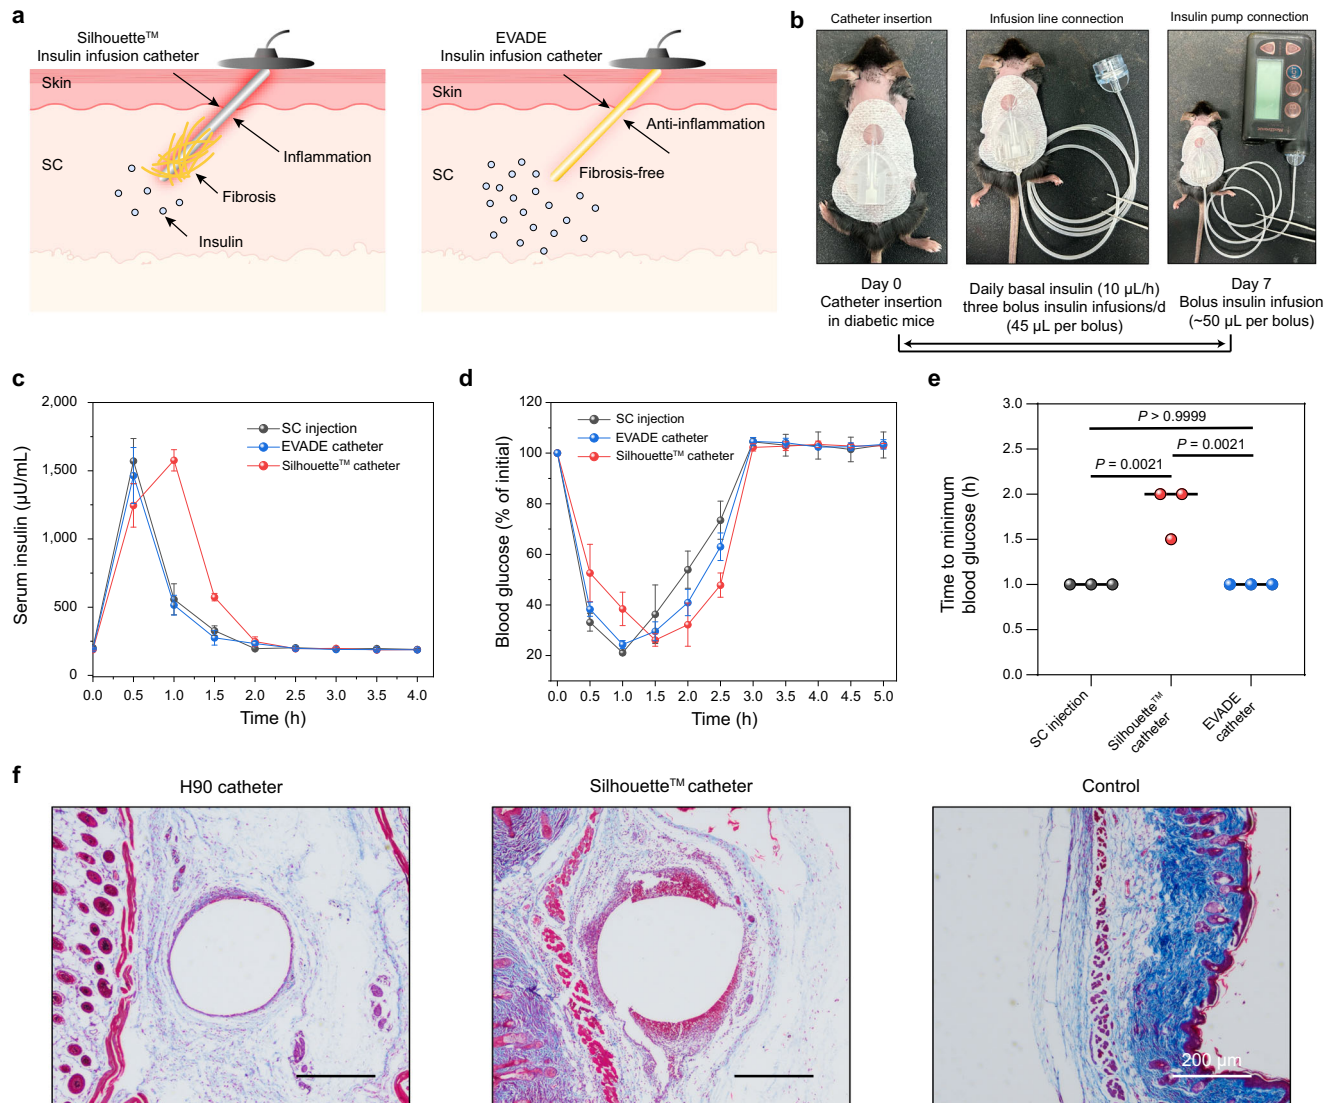 a
Silhouette™
Insulin infusion catheter
EVADE
Insulin infusion catheter
Skin
SC
Inflammation
Fibrosis
Insulin
Skin
SC
Anti-inflammation
Fibrosis-free
b
Catheter insertion
Infusion line connection
Insulin pump connection
Day 0
Catheter insertion
in diabetic mice
Daily basal insulin (10 µL/h)
three bolus insulin infusions/d
(45 µL per bolus)
Day 7
Bolus insulin infusion
(~50 µL per bolus)
c
Serum insulin (µU/mL)
2,000
1,500
1,000
500
0
SC injection
EVADE catheter
Silhouette™ catheter
0.0 0.5 1.0 1.5 2.0 2.5 3.0 3.5 4.0
Time (h)
d
Blood glucose (% of initial)
120
100
80
60
40
20
SC injection
EVADE catheter
Silhouette™ catheter
0.0 0.5 1.0 1.5 2.0 2.5 3.0 3.5 4.0 4.5 5.0
Time (h)
e
Time to minimum
blood glucose (h)
3.0
2.5
2.0
1.5
1.0
0.5
0.0
P > 0.9999
P = 0.0021
P = 0.0021
SC injection
Silhouette™
catheter
EVADE
catheter
f
H90 catheter
Silhouette™ catheter
Control
200 µm